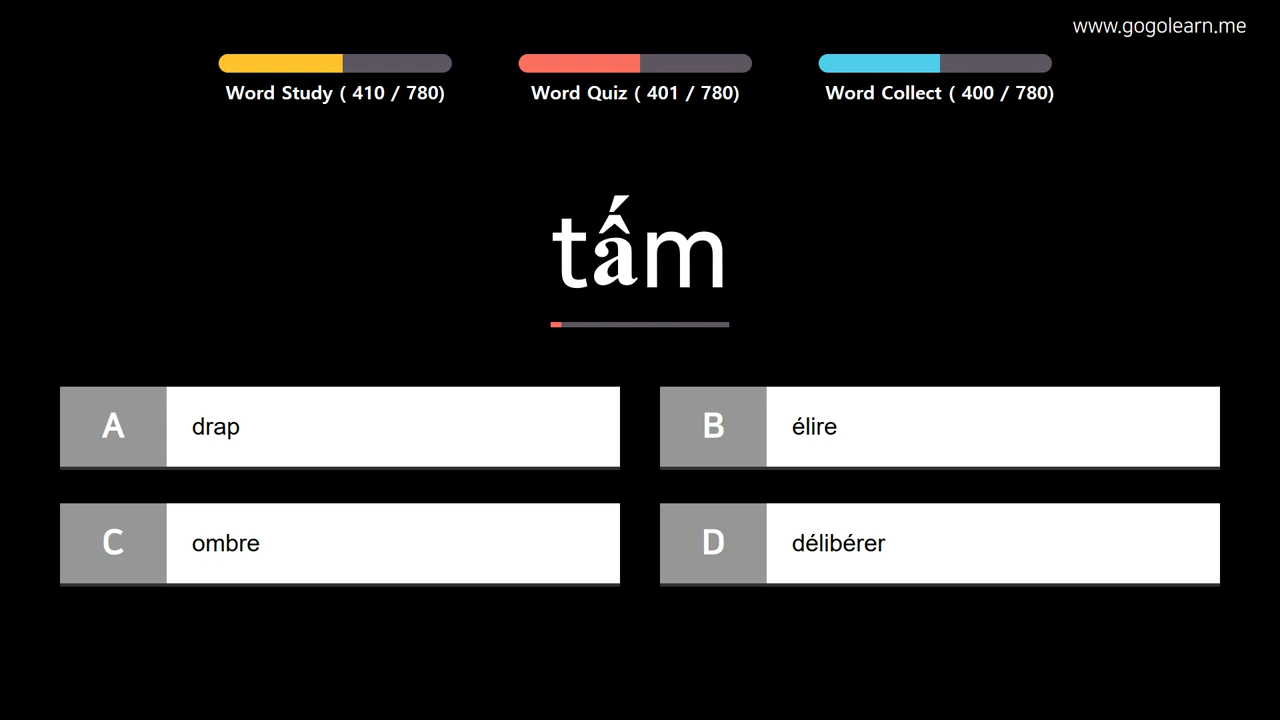 www.gogolearn.me
Word Study ( 410 / 780)
Word Quiz ( 401 / 780)
Word Collect ( 400 / 780)
tấm
A drap
B élire
C ombre
D délibérer